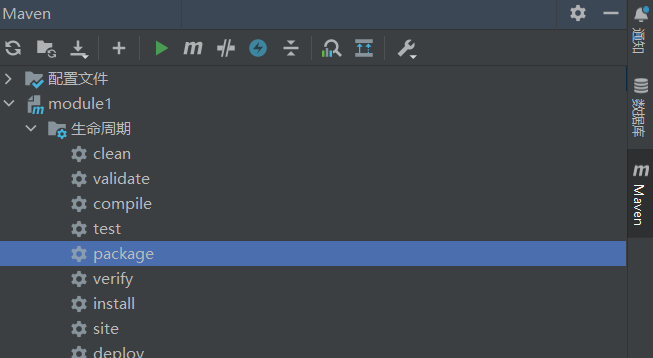 Maven
配置文件
module1
生命周期
clean
validate
compile
test
package
verify
install
site
deploy
通知
数据库
Maven